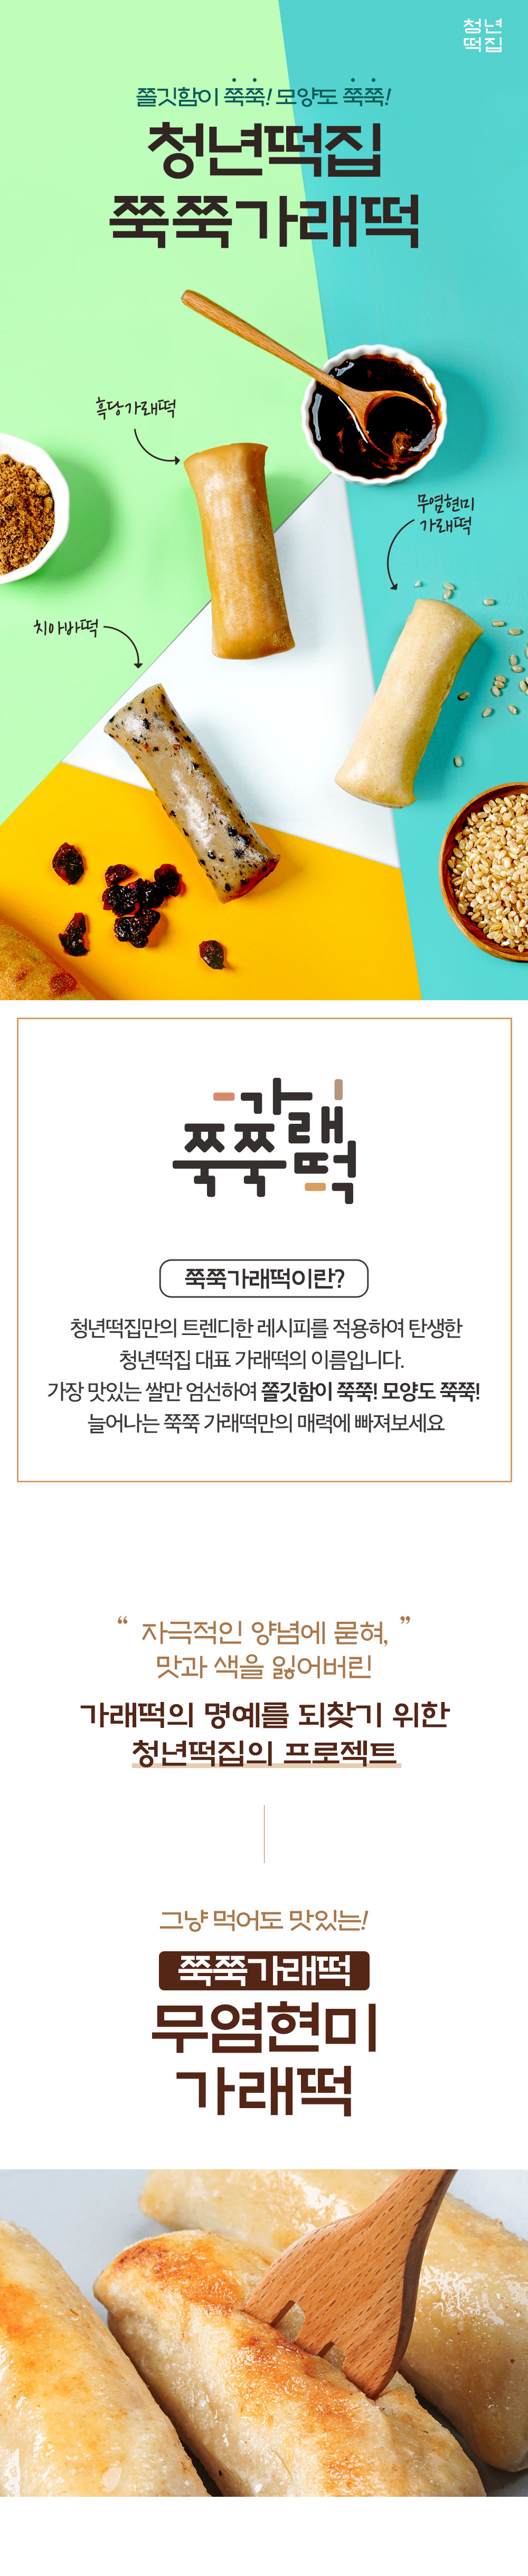 청년
떡집
쫄깃함이 쭉쭉! 모양도 쭉쭉!
청년떡집
쭉쭉가래떡
흑당가래떡
무염현미
가래떡
치아바떡
쭉쭉가래떡
쭉쭉가래떡이란?
청년떡집만의 트렌디한 레시피를 적용하여 탄생한
청년떡집 대표 가래떡의 이름입니다.
가장 맛있는 쌀만 엄선하여 쫄깃함이 쭉쭉! 모양도 쭉쭉!
늘어나는 쭉쭉 가래떡만의 매력에 빠져보세요
“ 자극적인 양념에 묻혀, ”
맛과 색을 잃어버린
가래떡의 명예를 되찾기 위한
청년떡집의 프로젝트
그냥 먹어도 맛있는!
쭉쭉가래떡
무염현미
가래떡